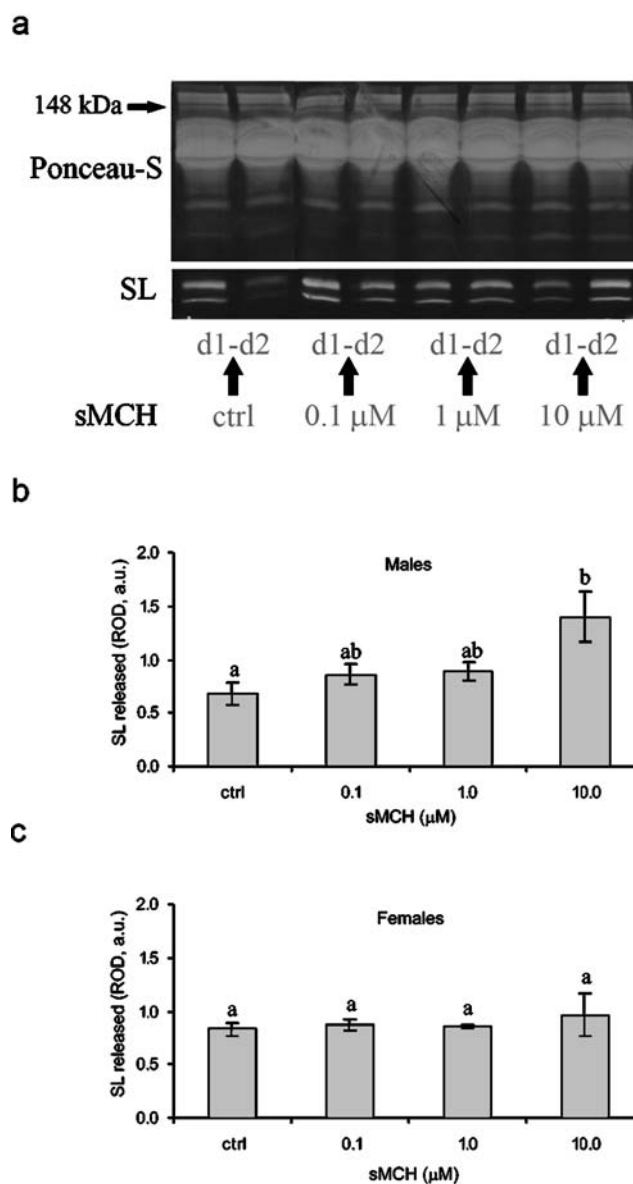 a
148 kDa
Ponceau-S
SL
d1-d2 d1-d2 d1-d2 d1-d2
sMCH ctrl 0.1 µM 1 µM 10 µM
b
Males
SL released (ROD, a.u.)
2.0
1.5
1.0
0.5
0.0
a ab ab b
ctrl 0.1 1.0 10.0
sMCH (µM)
c
Females
SL released (ROD, a.u.)
2.0
1.5
1.0
0.5
0.0
a a a a
ctrl 0.1 1.0 10.0
sMCH (µM)